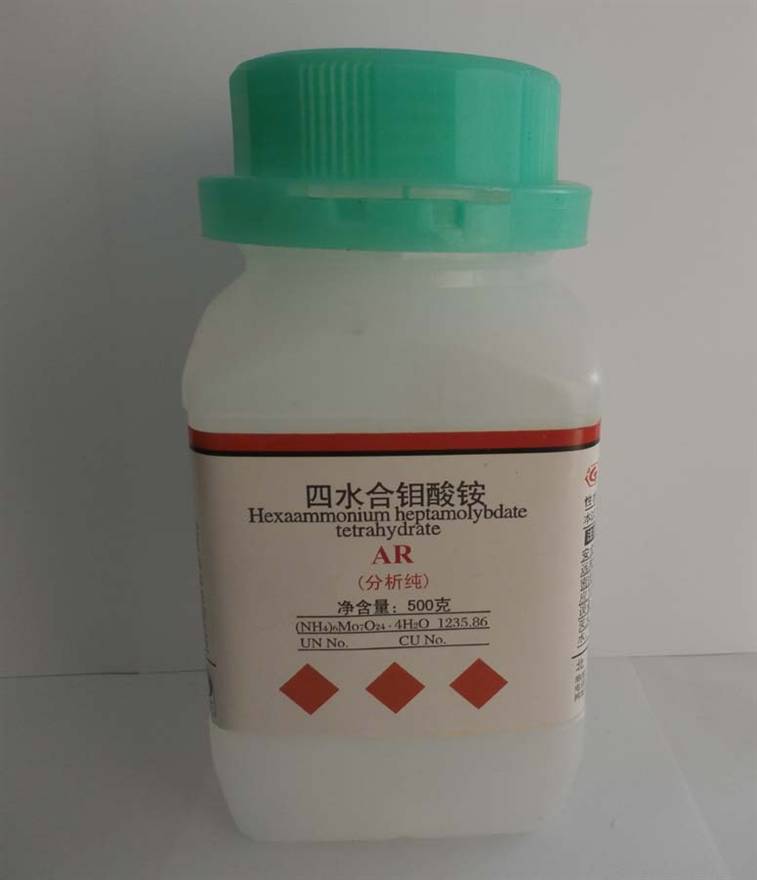 四水合钼酸铵
Hexaammonium heptamolybdate
tetrahydrate
AR
(分析纯)
净含量：500克
(NH₄)₆Mo₇O₂₄·4H₂O 1235.86
UN No. CU No.